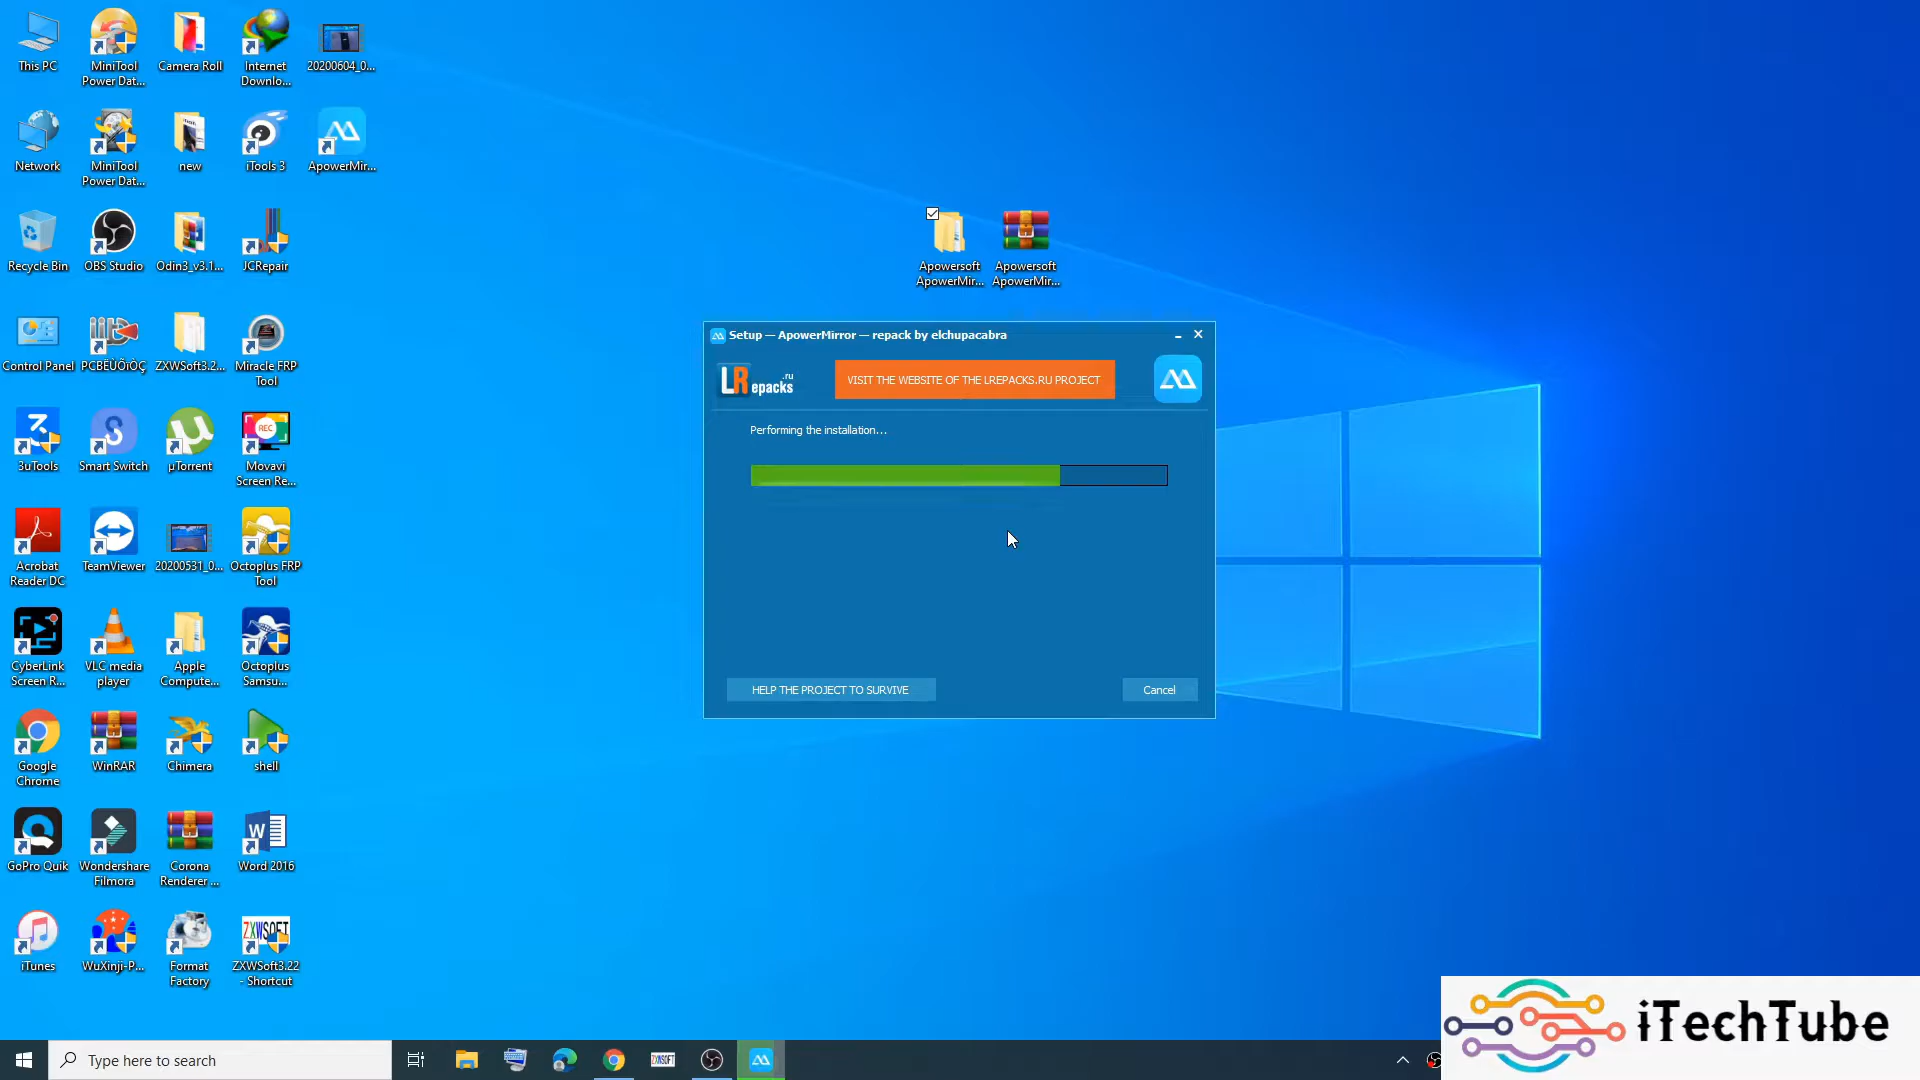 This PC
MiniTool
Power Dat...
Camera Roll
Internet
Downlo...
20200604_0...
Network
MiniTool
Power Dat...
new
iTools 3
ApowerMir...
Recycle Bin
OBS Studio
Odin3_v3.1...
JCRepair
Apowersoft
ApowerMir...
Apowersoft
ApowerMir...
Control Panel
PCBËÙÕïÒÇ
ZXWSoft3.2...
Miracle FRP
Tool
3uTools
Smart Switch
µTorrent
REC
Movavi
Screen Re...
Acrobat
Reader DC
TeamViewer
20200531_0...
Octoplus FRP
Tool
CyberLink
Screen R...
VLC media
player
Apple
Compute...
Octoplus
Samsu...
Google
Chrome
WinRAR
Chimera
shell
GoPro Quik
Wondershare
Filmora
Corona
Renderer ...
Word 2016
iTunes
WuXinji-P...
Format
Factory
ZXWSOFT
ZXWSoft3.22
- Shortcut
Setup — ApowerMirror — repack by elchupacabra
LRepacks.ru
VISIT THE WEBSITE OF THE LREPACKS.RU PROJECT
Performing the installation...
HELP THE PROJECT TO SURVIVE
Cancel
Type here to search
ZXWSOFT
iTechTube